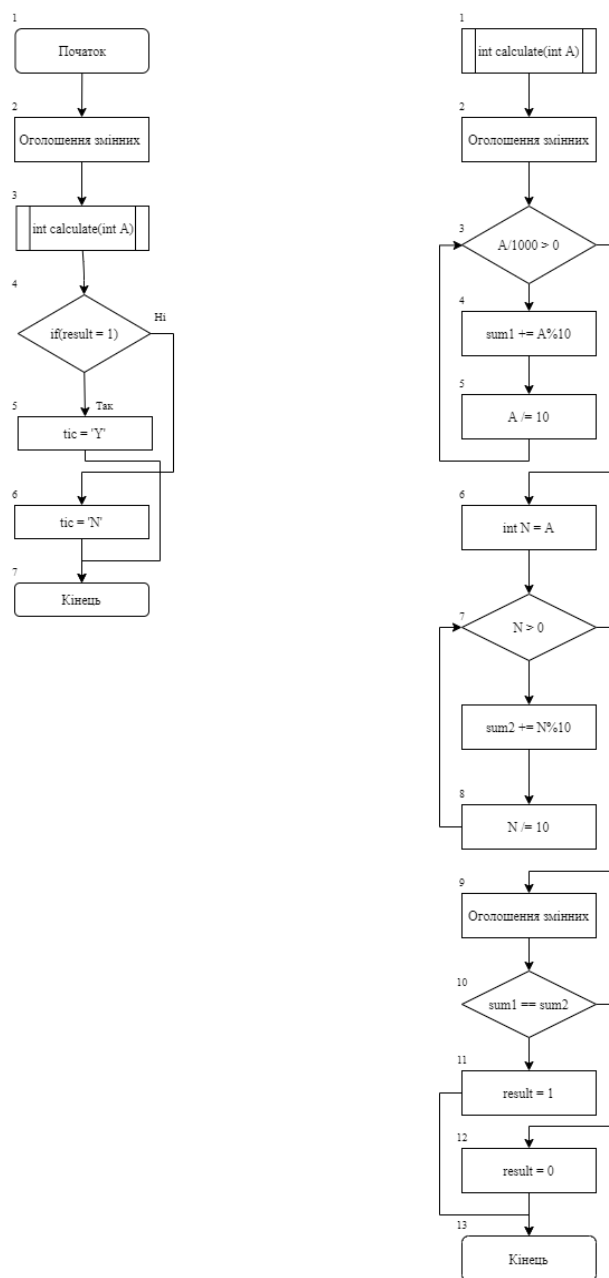 1
Початок
2
Оголошення змінних
3
int calculate(int A)
4
if(result = 1)
Ні
Так
5
tic = 'Y'
6
tic = 'N'
7
Кінець
1
int calculate(int A)
2
Оголошення змінних
3
A/1000 > 0
4
sum1 += A%10
5
A /= 10
6
int N = A
7
N > 0
sum2 += N%10
8
N /= 10
9
Оголошення змінних
10
sum1 == sum2
11
result = 1
12
result = 0
13
Кінець